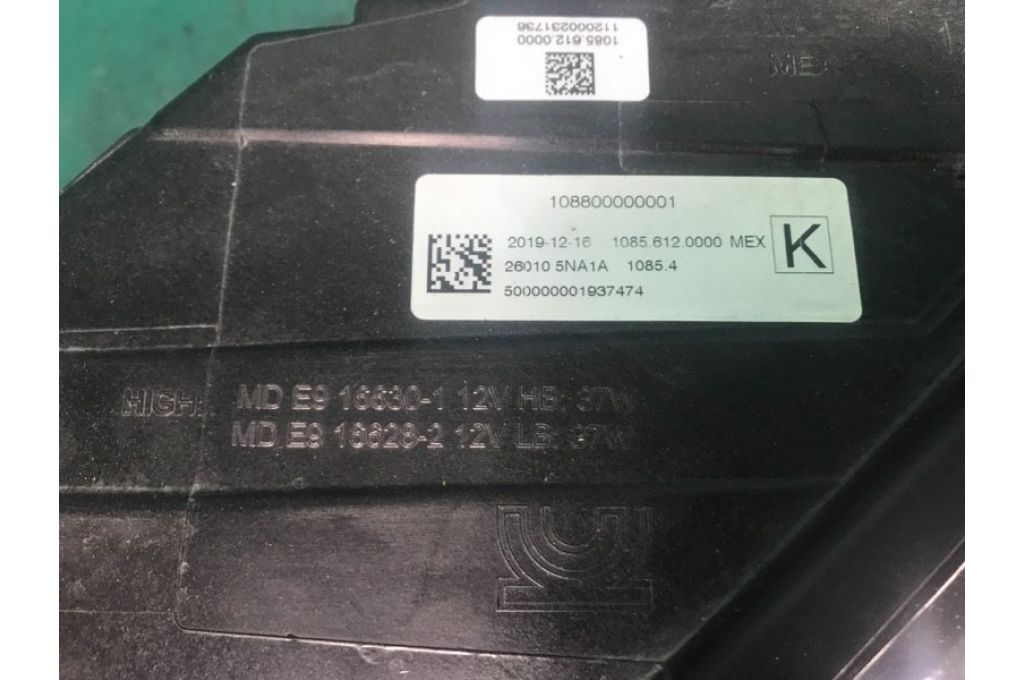 1085.612.0000
112000231736
108800000001
2019-12-16 1085.612.0000 MEX
26010 5NA1A 1085.4
500000001937474
K
HIGH
MD E9 16630-1 12V HB: 37W
MD E9 16628-2 12V LB: 37W